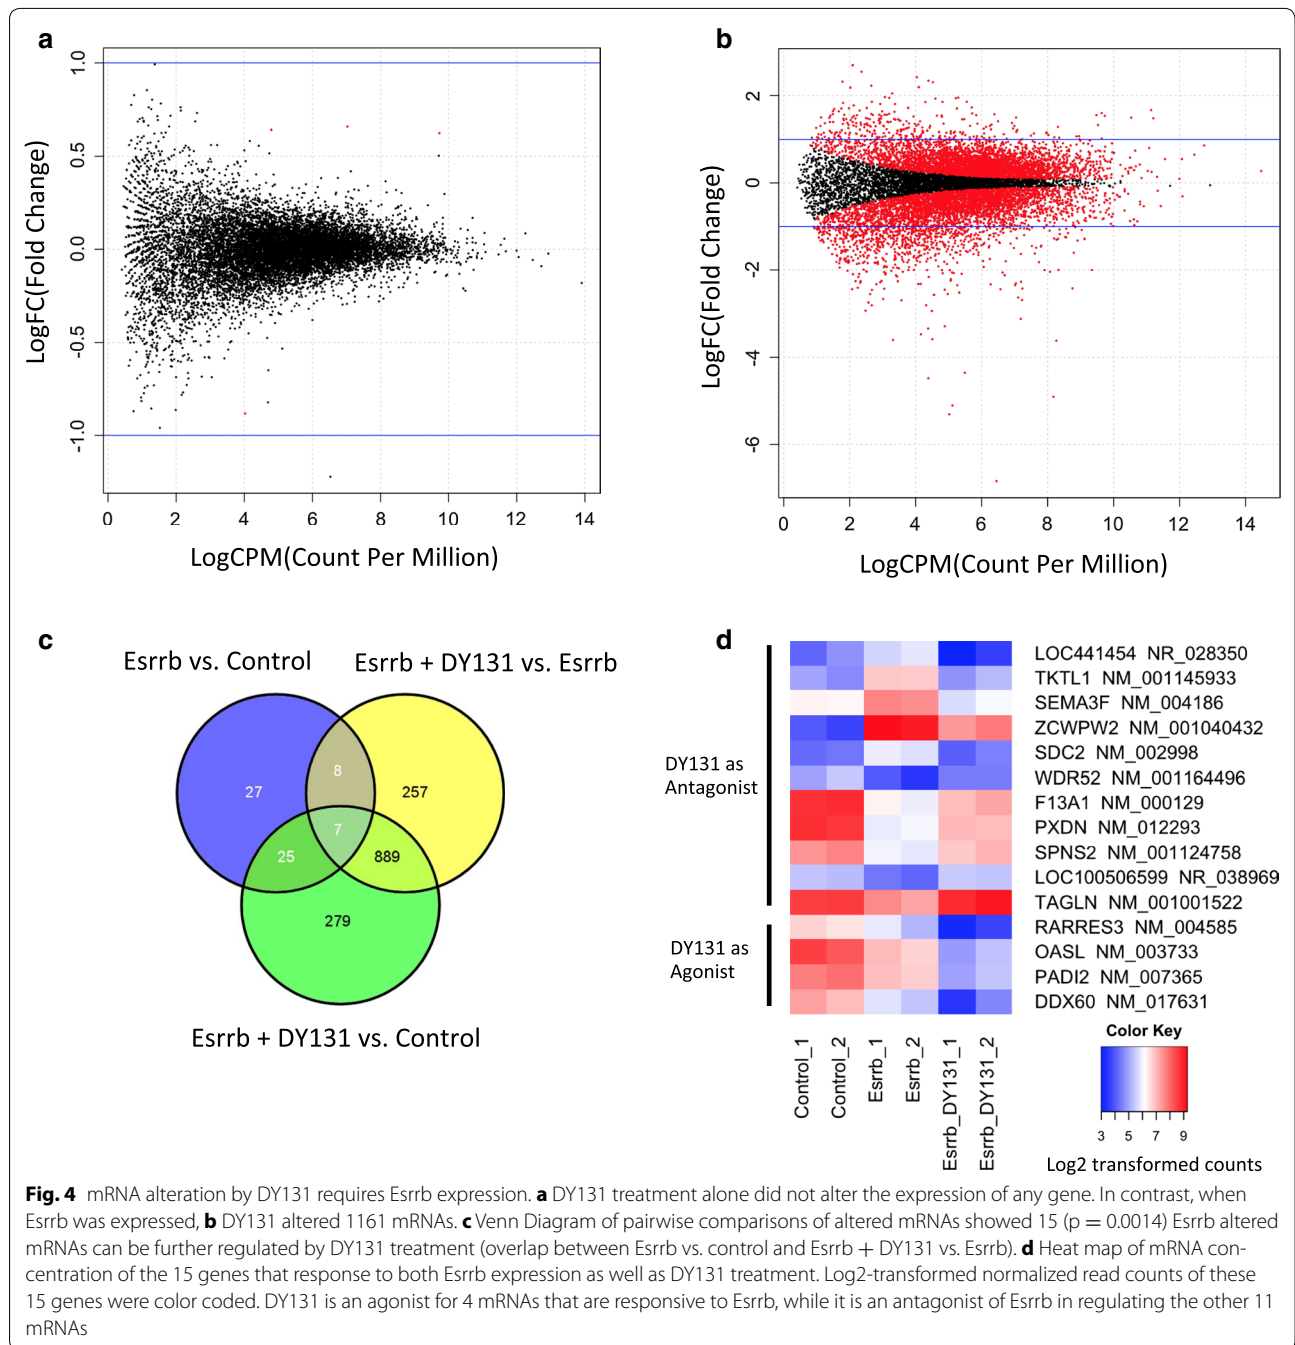 a
1.0
0.5
0.0
-0.5
-1.0
LogFC(Fold Change)
0 2 4 6 8 10 12 14
LogCPM(Count Per Million)
b
2
0
-2
-4
-6
LogFC(Fold Change)
0 2 4 6 8 10 12 14
LogCPM(Count Per Million)
c
Esrrb vs. Control
Esrrb + DY131 vs. Esrrb
8
27
257
7
25
889
279
Esrrb + DY131 vs. Control
d
DY131 as
Antagonist
DY131 as
Agonist
LOC441454 NR_028350
TKTL1 NM_001145933
SEMA3F NM_004186
ZCWPW2 NM_001040432
SDC2 NM_002998
WDR52 NM_001164496
F13A1 NM_000129
PXDN NM_012293
SPNS2 NM_001124758
LOC100506599 NR_038969
TAGLN NM_001001522
RARRES3 NM_004585
OASL NM_003733
PADI2 NM_007365
DDX60 NM_017631
Control_1
Control_2
Esrrb_1
Esrrb_2
Esrrb_DY131_1
Esrrb_DY131_2
Color Key
3 5 7 9
Log2 transformed counts
Fig. 4 mRNA alteration by DY131 requires Esrrb expression. a DY131 treatment alone did not alter the expression of any gene. In contrast, when
Esrrb was expressed, b DY131 altered 1161 mRNAs. c Venn Diagram of pairwise comparisons of altered mRNAs showed 15 (p = 0.0014) Esrrb altered
mRNAs can be further regulated by DY131 treatment (overlap between Esrrb vs. control and Esrrb + DY131 vs. Esrrb). d Heat map of mRNA con-
centration of the 15 genes that response to both Esrrb expression as well as DY131 treatment. Log2-transformed normalized read counts of these
15 genes were color coded. DY131 is an agonist for 4 mRNAs that are responsive to Esrrb, while it is an antagonist of Esrrb in regulating the other 11
mRNAs